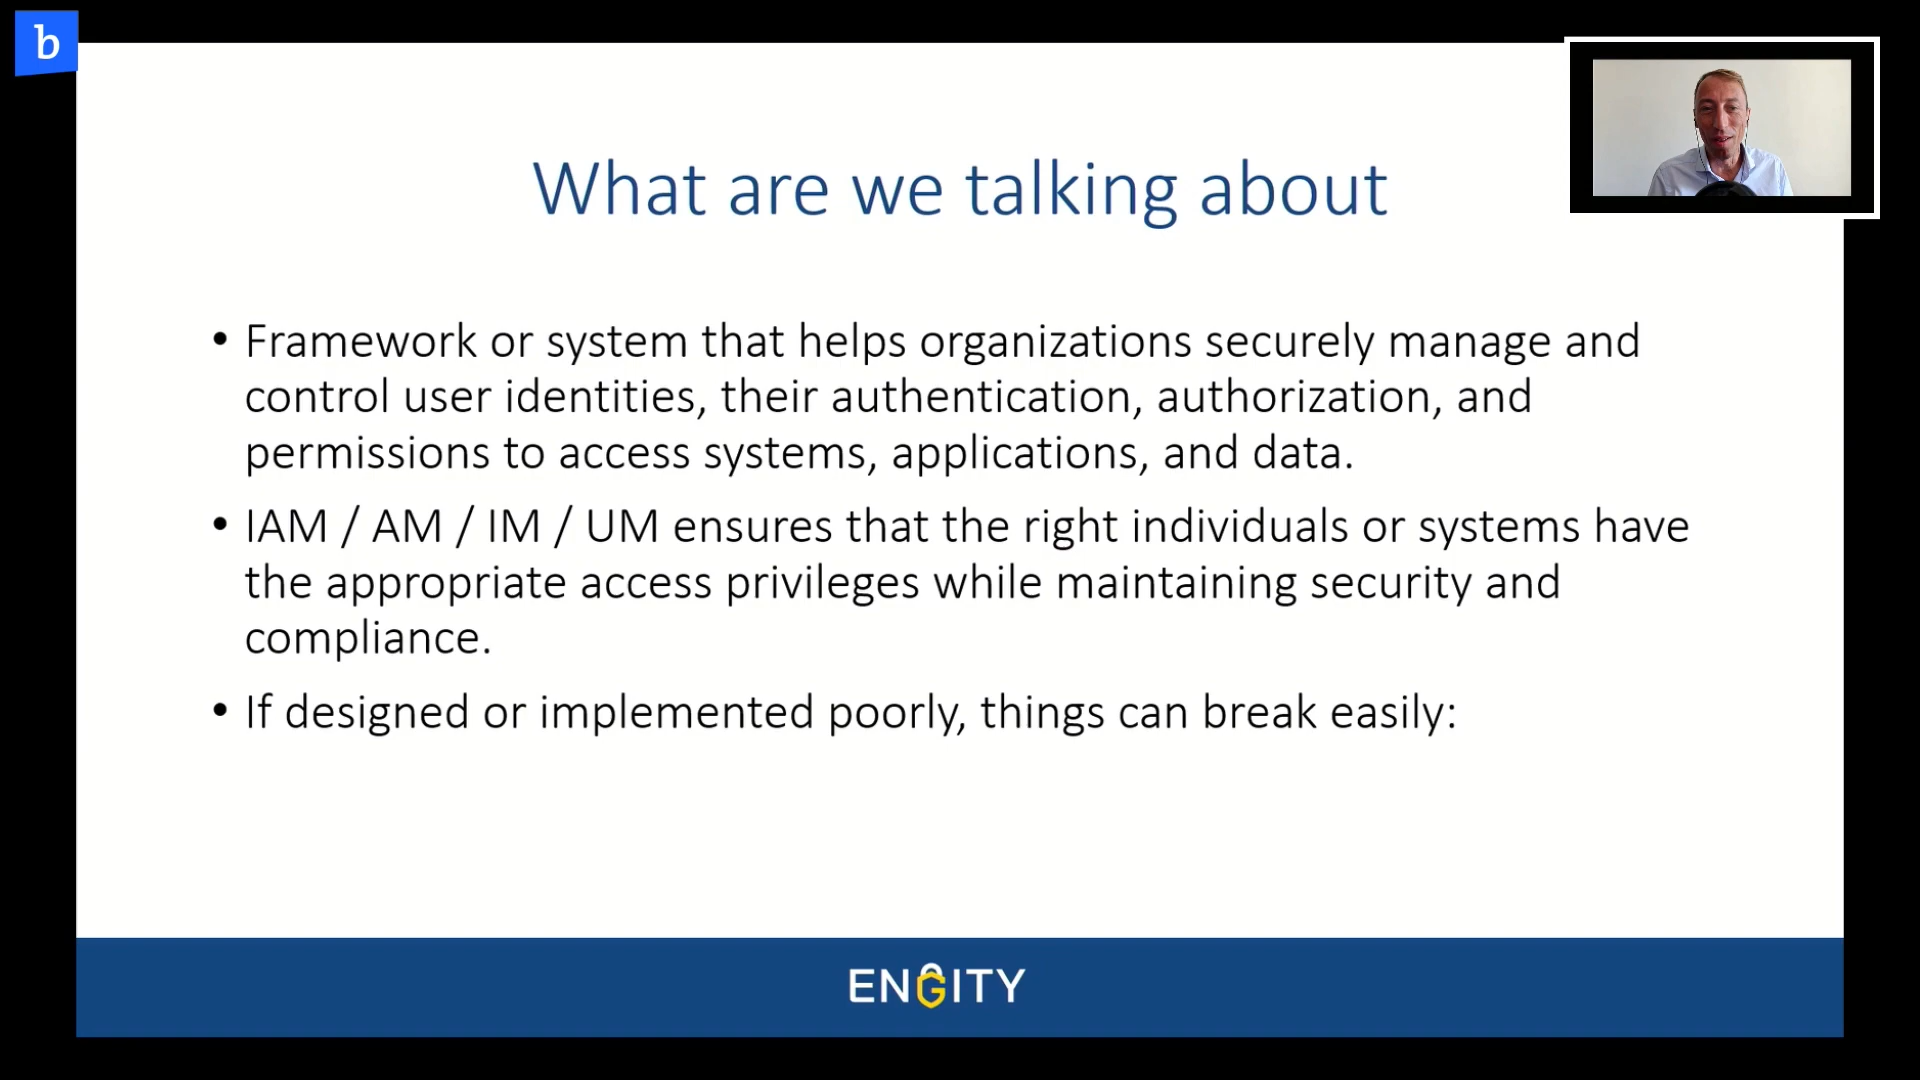 b
What are we talking about
• Framework or system that helps organizations securely manage and
control user identities, their authentication, authorization, and
permissions to access systems, applications, and data.
• IAM / AM / IM / UM ensures that the right individuals or systems have
the appropriate access privileges while maintaining security and
compliance.
• If designed or implemented poorly, things can break easily:
ENGITY